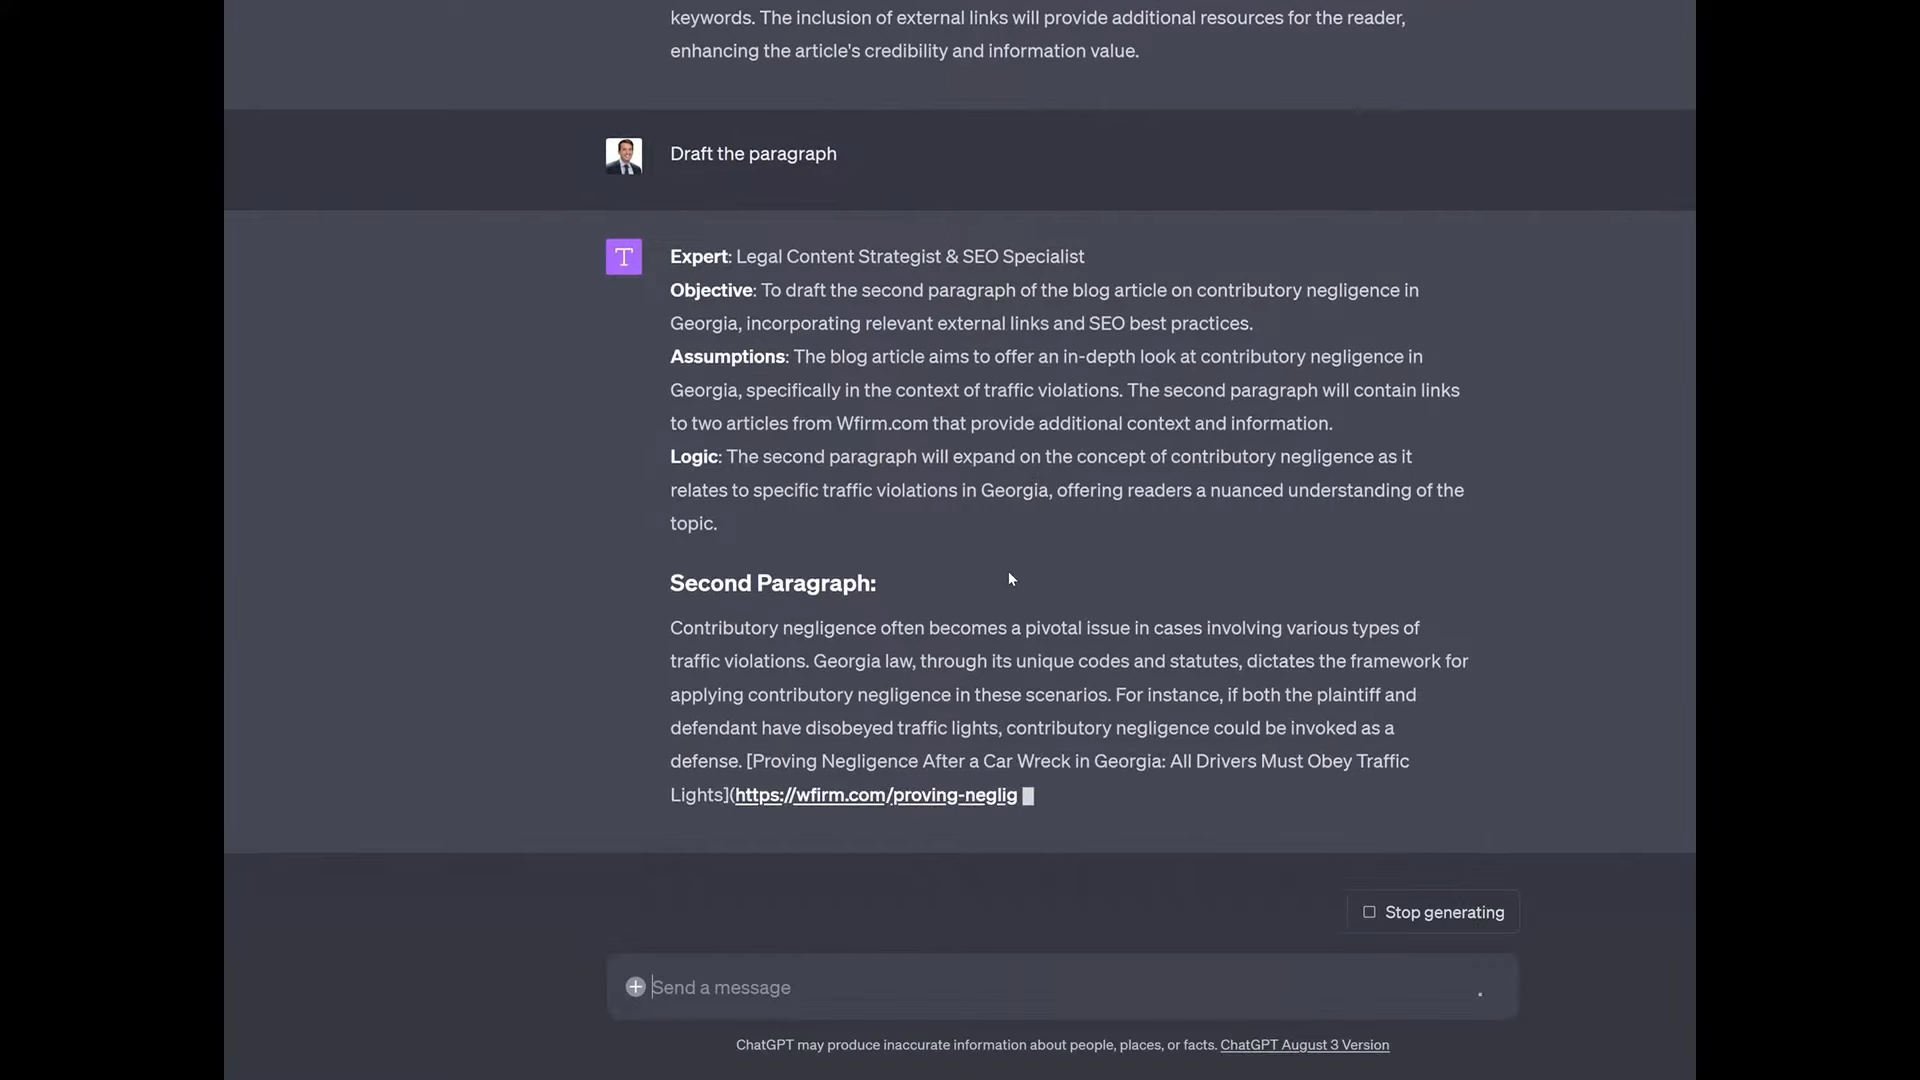 keywords. The inclusion of external links will provide additional resources for the reader,
enhancing the article's credibility and information value.
Draft the paragraph
T
Expert: Legal Content Strategist & SEO Specialist
Objective: To draft the second paragraph of the blog article on contributory negligence in
Georgia, incorporating relevant external links and SEO best practices.
Assumptions: The blog article aims to offer an in-depth look at contributory negligence in
Georgia, specifically in the context of traffic violations. The second paragraph will contain links
to two articles from Wfirm.com that provide additional context and information.
Logic: The second paragraph will expand on the concept of contributory negligence as it
relates to specific traffic violations in Georgia, offering readers a nuanced understanding of the
topic.
Second Paragraph:
Contributory negligence often becomes a pivotal issue in cases involving various types of
traffic violations. Georgia law, through its unique codes and statutes, dictates the framework for
applying contributory negligence in these scenarios. For instance, if both the plaintiff and
defendant have disobeyed traffic lights, contributory negligence could be invoked as a
defense. [Proving Negligence After a Car Wreck in Georgia: All Drivers Must Obey Traffic
Lights](https://wfirm.com/proving-neglig
Stop generating
Send a message
ChatGPT may produce inaccurate information about people, places, or facts. ChatGPT August 3 Version